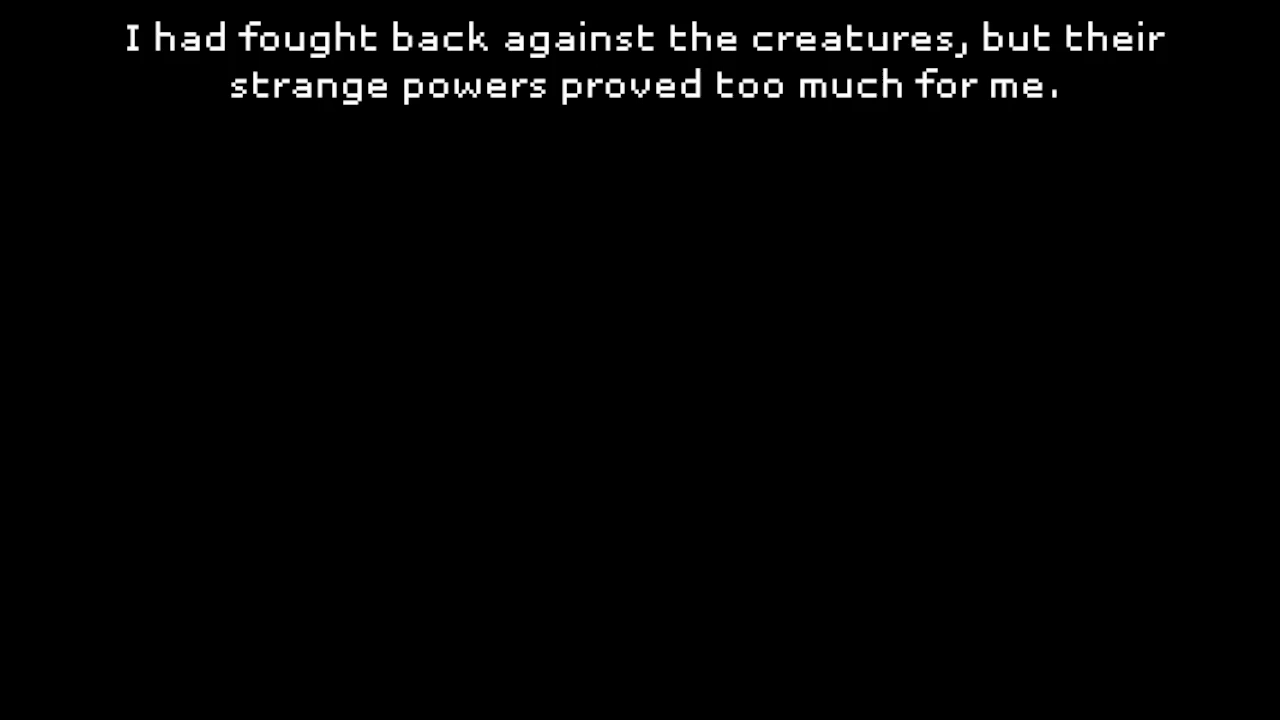 I had fought back against the creatures, but their
strange powers proved too much for me.